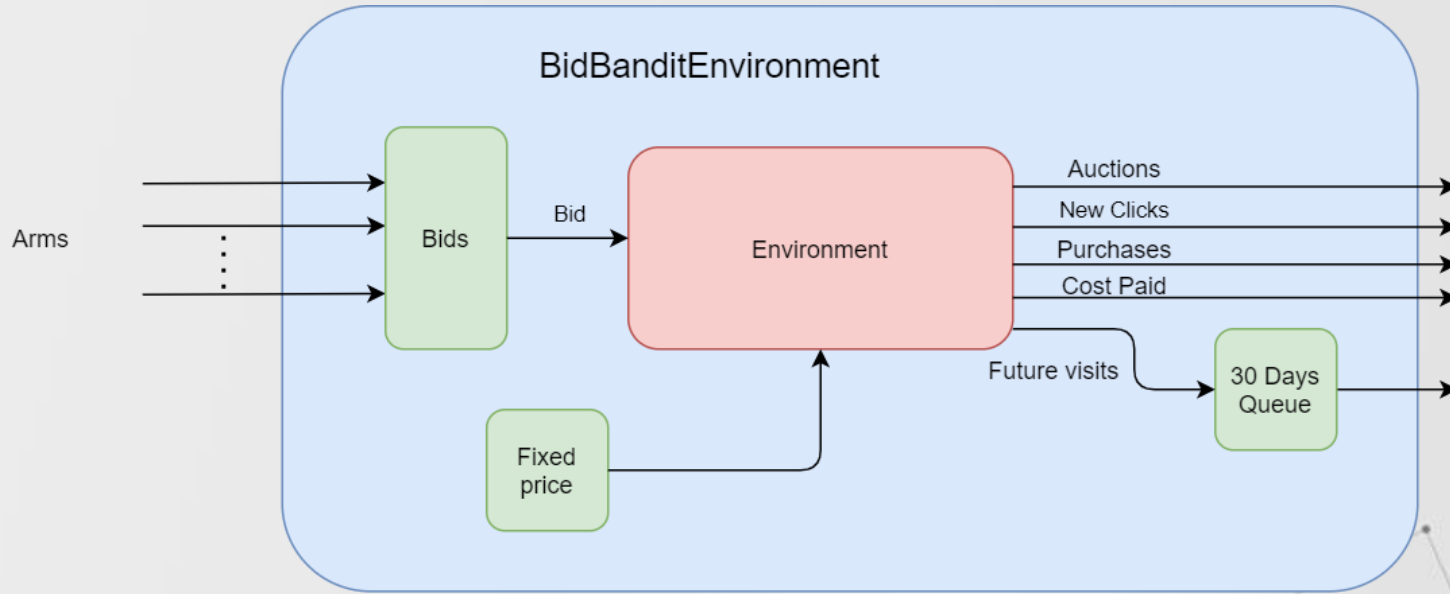 BidBanditEnvironment
Arms
Bids
Bid
Environment
Auctions
New Clicks
Purchases
Cost Paid
Future visits
30 Days
Queue
Fixed
price